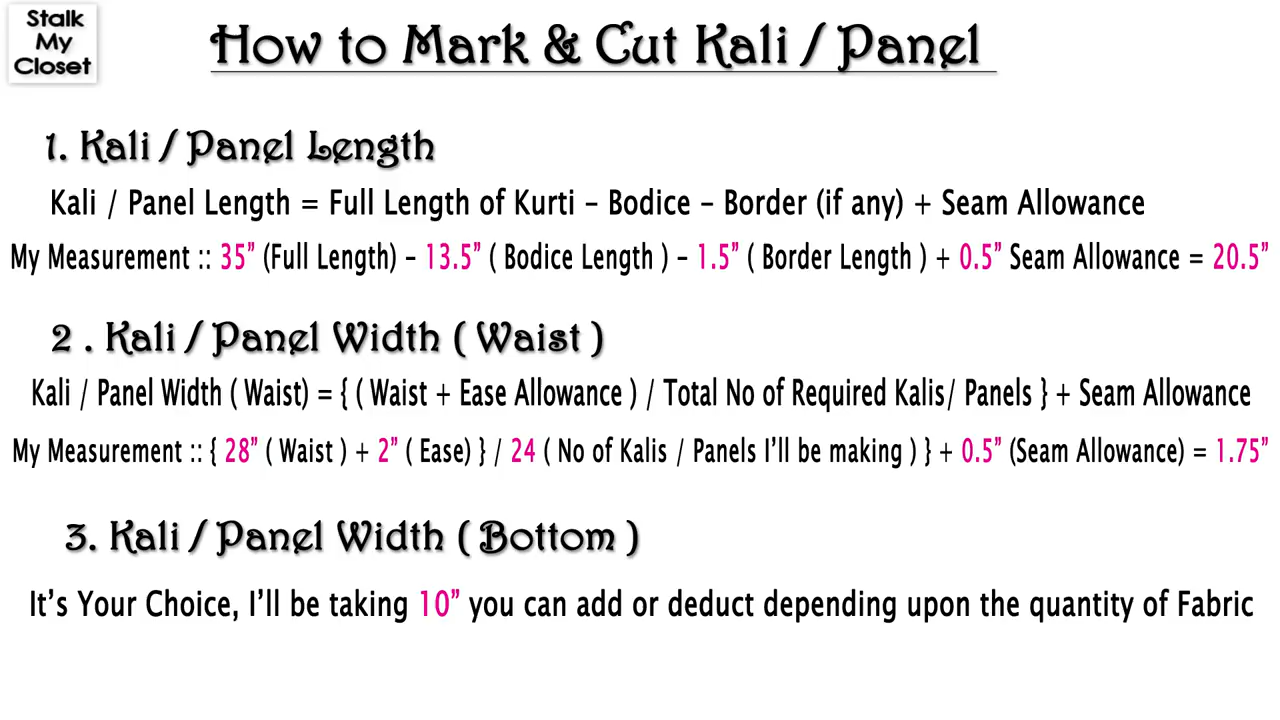 Stalk
My
Closet
How to Mark & Cut Kali / Panel
1. Kali / Panel Length
Kali / Panel Length = Full Length of Kurti – Bodice – Border (if any) + Seam Allowance
My Measurement :: 35” (Full Length) – 13.5” ( Bodice Length ) – 1.5” ( Border Length ) + 0.5” Seam Allowance = 20.5”
2 . Kali / Panel Width ( Waist )
Kali / Panel Width ( Waist) = { ( Waist + Ease Allowance ) / Total No of Required Kalis/ Panels } + Seam Allowance
My Measurement :: { 28” ( Waist ) + 2” ( Ease) } / 24 ( No of Kalis / Panels I’ll be making ) } + 0.5” (Seam Allowance) = 1.75”
3. Kali / Panel Width ( Bottom )
It’s Your Choice, I’ll be taking 10” you can add or deduct depending upon the quantity of Fabric